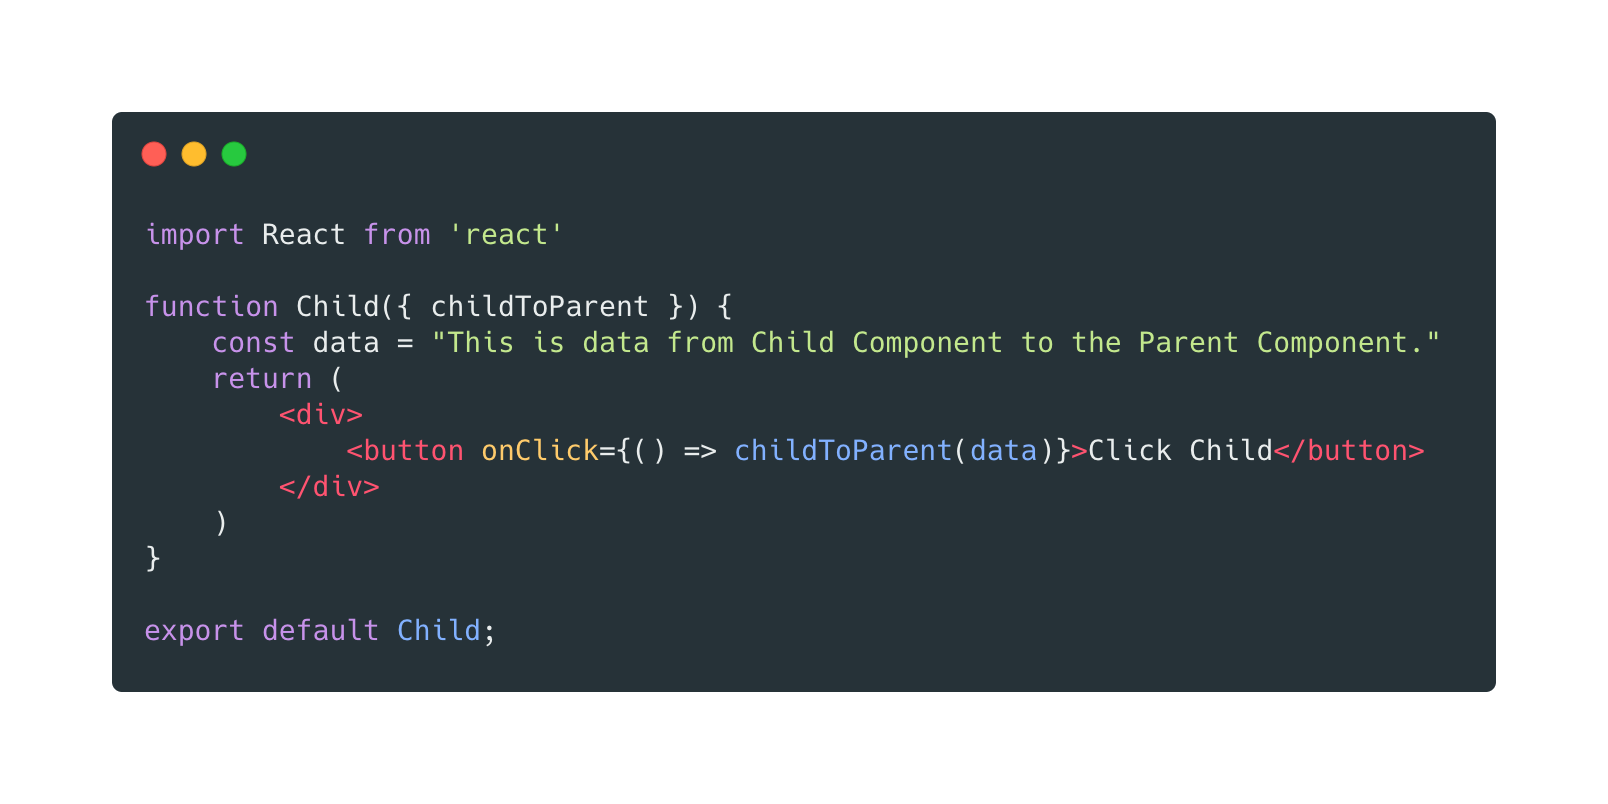 import React from 'react'
function Child({ childToParent }) {
    const data = "This is data from Child Component to the Parent Component."
    return (
        <div>
            <button onClick={() => childToParent(data)}>Click Child</button>
        </div>
    )
}
export default Child;